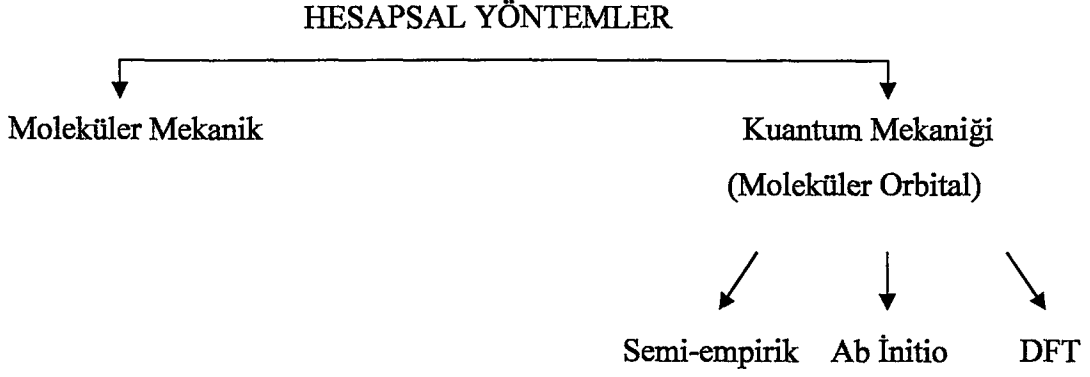 HESAPSAL YÖNTEMLER
Moleküler Mekanik
Kuantum Mekaniği
(Moleküler Orbital)
Semi-empirik Ab İnitio DFT